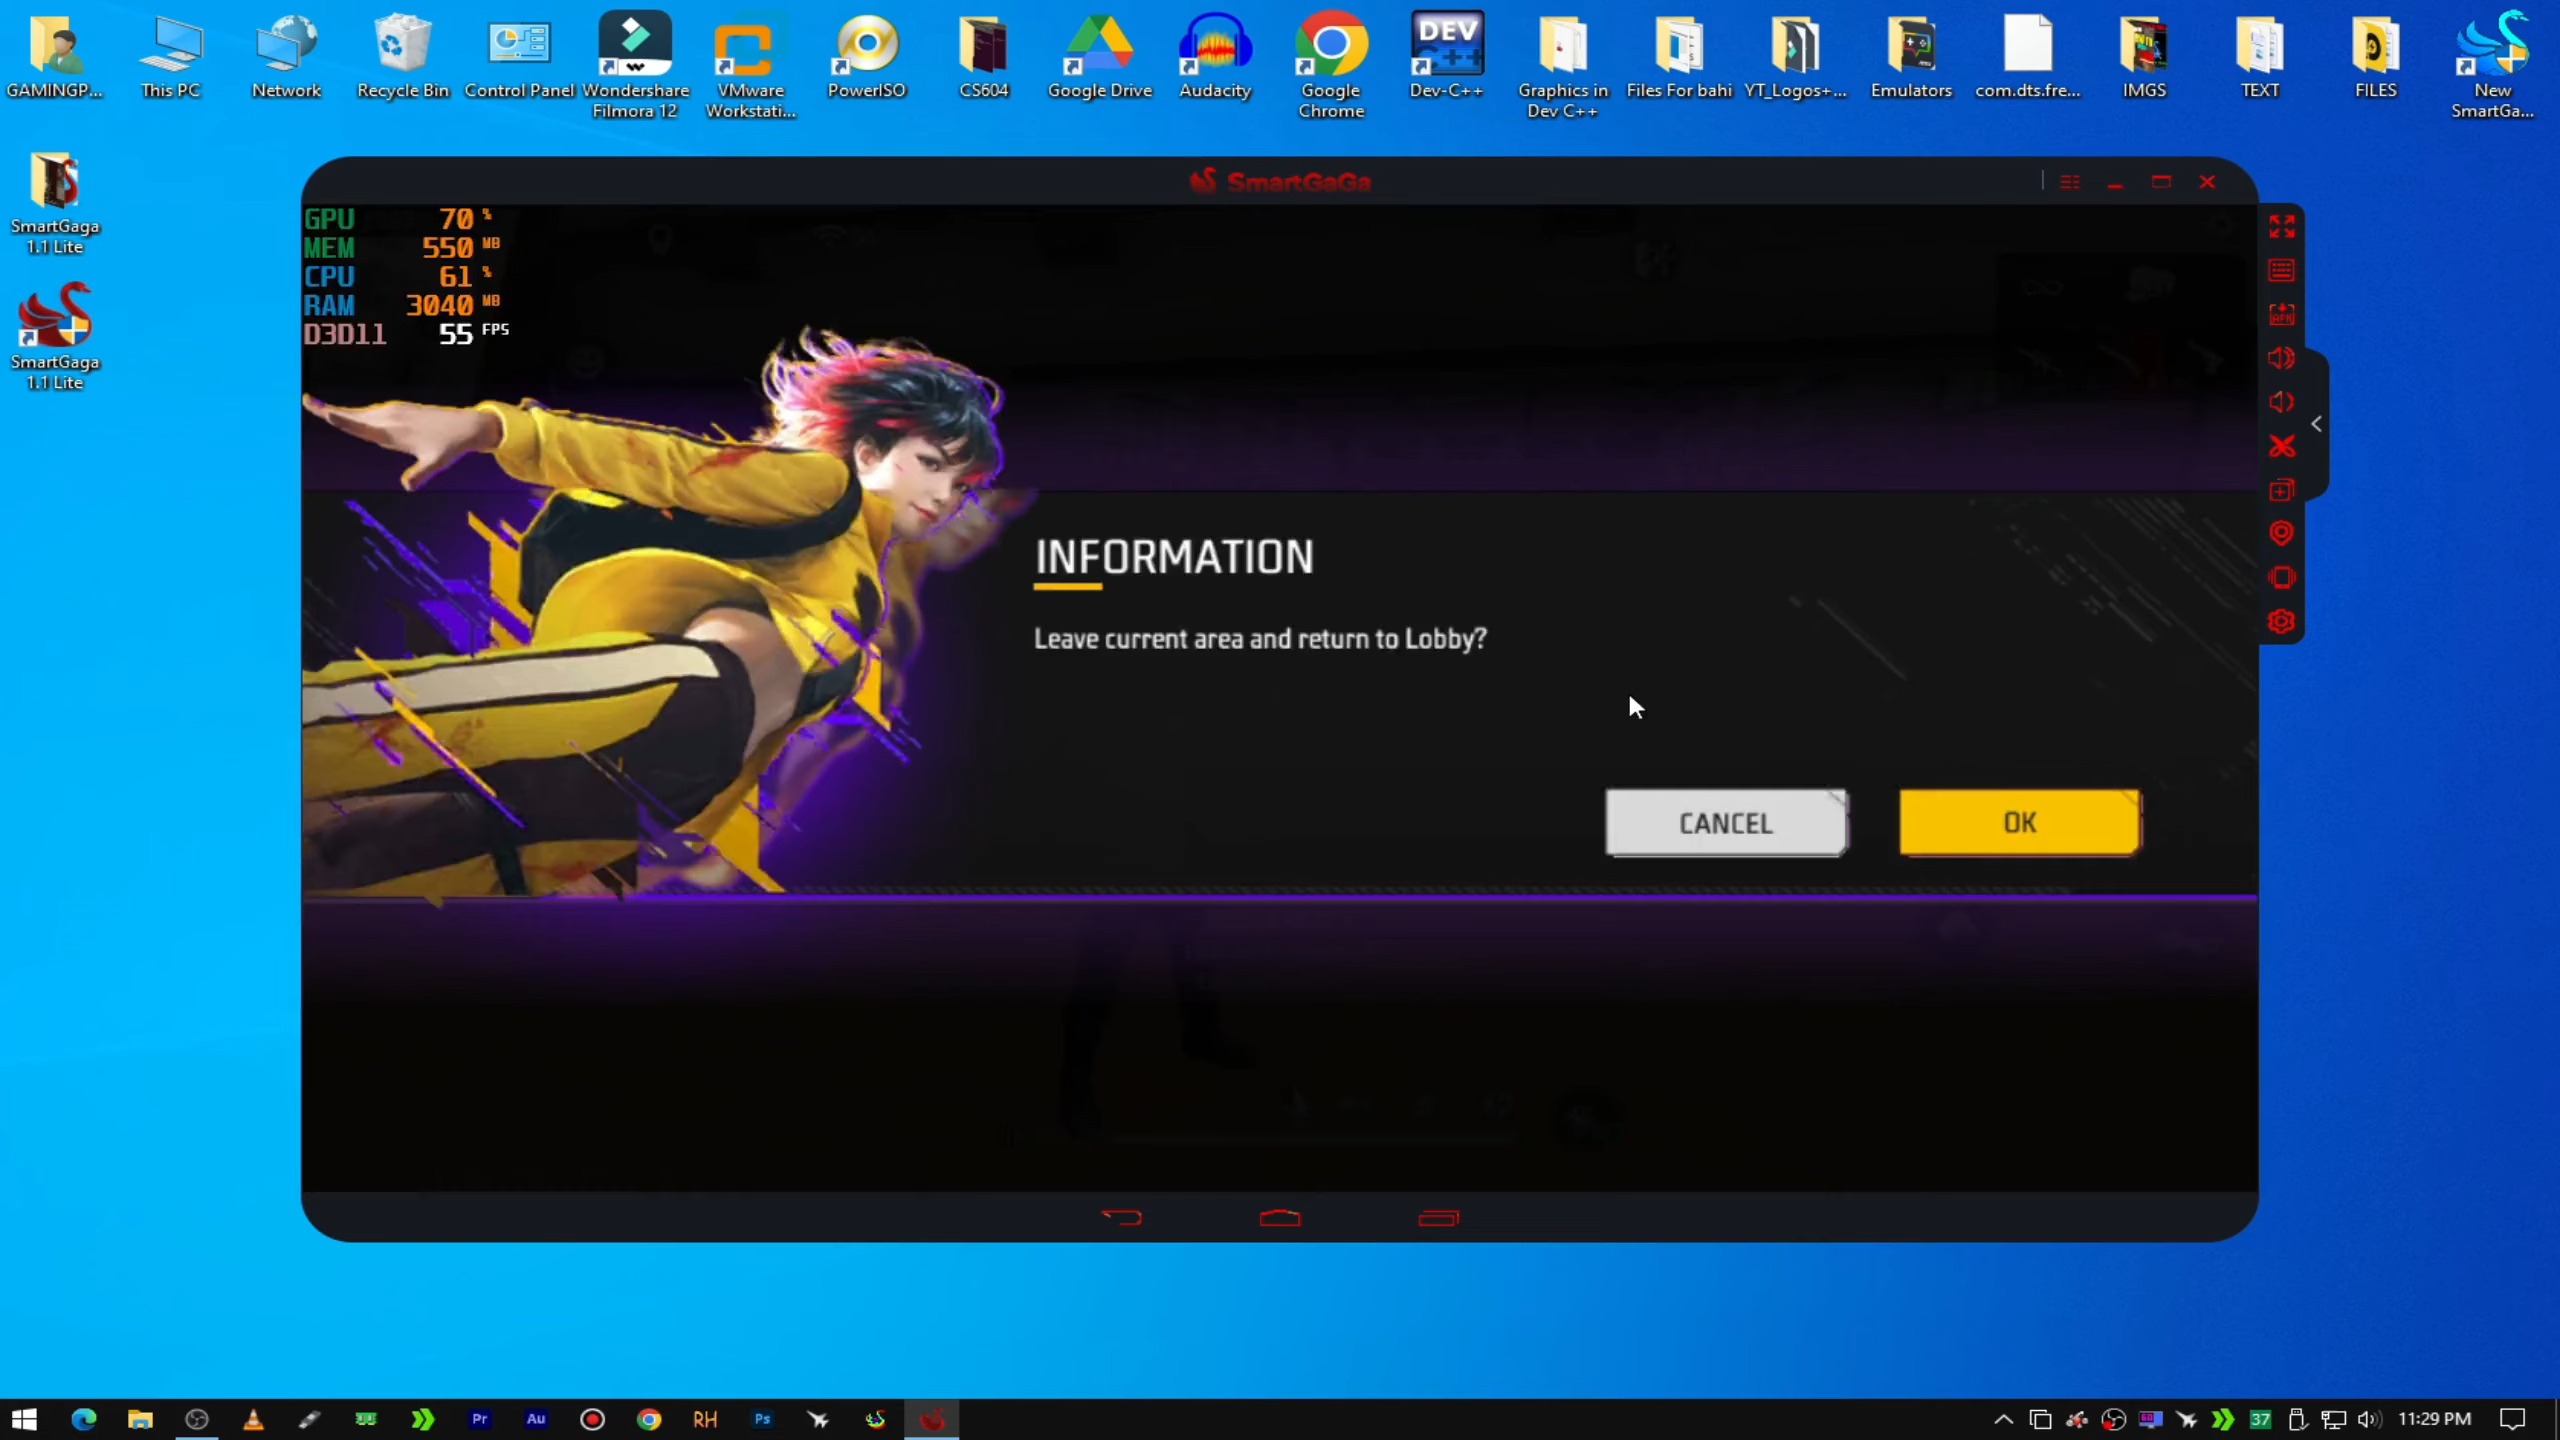 GAMINGP...
This PC
Network
Recycle Bin
Control Panel
Wondershare
Filmora 12
VMware
Workstati...
PowerISO
CS604
Google Drive
Audacity
Google
Chrome
DEV
C++
Dev-C++
Graphics in
Dev C++
Files For bahi
YT_Logos+...
Emulators
com.dts.fre...
IMGS
TEXT
FILES
New
SmartGa...
SmartGaga
1.1 Lite
SmartGaga
1.1 Lite
SmartGaGa
GPU 70 %
MEM 550 MB
CPU 61 %
RAM 3040 MB
D3D11 55 FPS
APK
INFORMATION
Leave current area and return to Lobby?
CANCEL
OK
Pr
Au
RH
Ps
60
37
11:29 PM